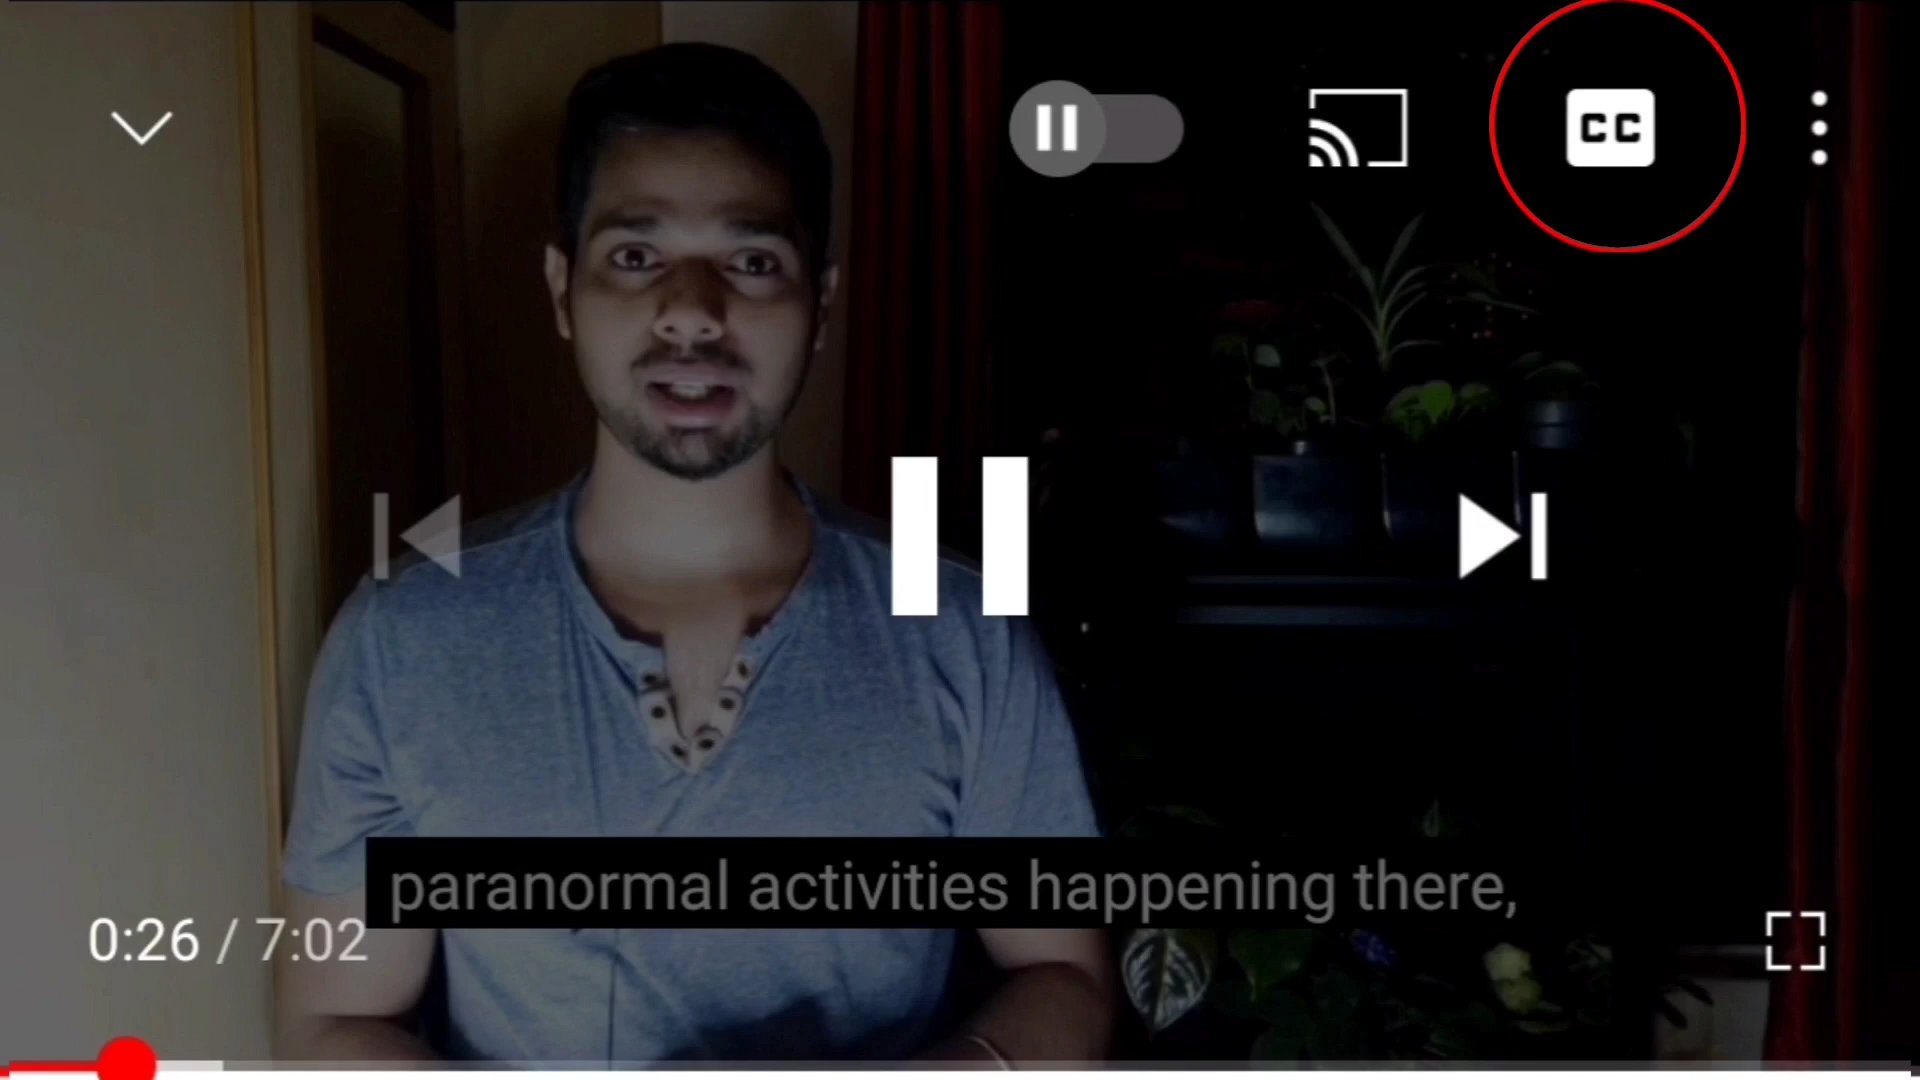 CC
paranormal activities happening there,
0:26 / 7:02